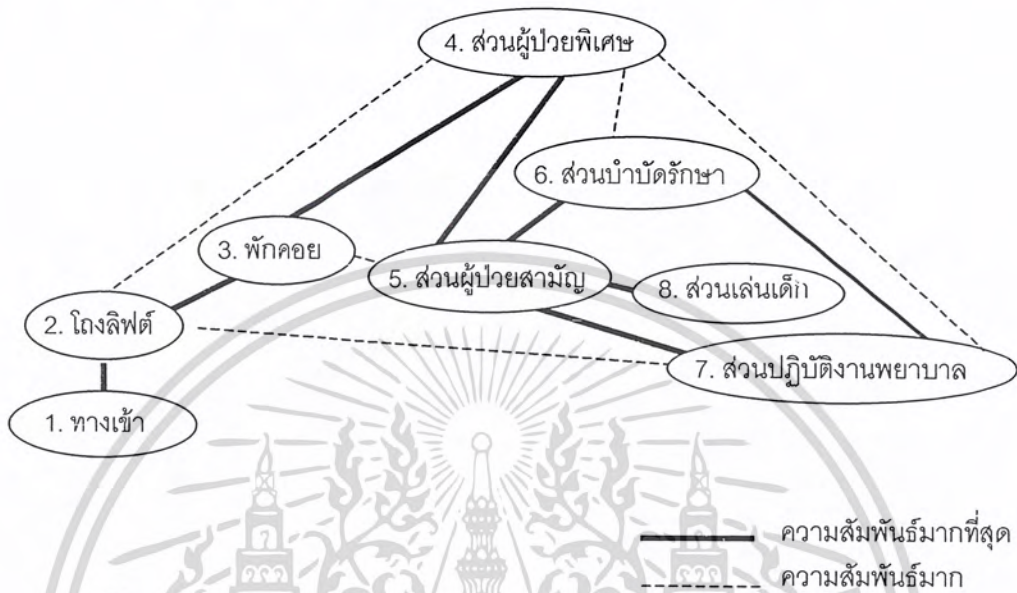 4. ส่วนผู้ป่วยพิเศษ
6. ส่วนบำบัดรักษา
3. พักคอย
5. ส่วนผู้ป่วยสามัญ
8. ส่วนเล่นเด็ก
2. โถงลิฟต์
7. ส่วนปฏิบัติงานพยาบาล
1. ทางเข้า
ความสัมพันธ์มากที่สุด
ความสัมพันธ์มาก